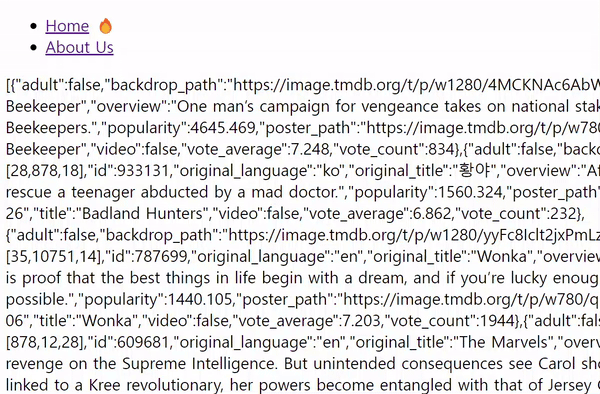 Home 🔥
About Us
[{"adult":false,"backdrop_path":"https://image.tmdb.org/t/p/w1280/4MCKNAc6AbW
Beekeeper","overview":"One man's campaign for vengeance takes on national stak
Beekeepers.","popularity":4645.469,"poster_path":"https://image.tmdb.org/t/p/w780
Beekeeper","video":false,"vote_average":7.248,"vote_count":834},{"adult":false,"backd
[28,878,18],"id":933131,"original_language":"ko","original_title":"황야","overview":"Af
rescue a teenager abducted by a mad doctor.","popularity":1560.324,"poster_path"
26","title":"Badland Hunters","video":false,"vote_average":6.862,"vote_count":232},
{"adult":false,"backdrop_path":"https://image.tmdb.org/t/p/w1280/yyFc8Iclt2jxPmLz
[35,10751,14],"id":787699,"original_language":"en","original_title":"Wonka","overview
is proof that the best things in life begin with a dream, and if you're lucky enoug
possible.","popularity":1440.105,"poster_path":"https://image.tmdb.org/t/p/w780/q
06","title":"Wonka","video":false,"vote_average":7.203,"vote_count":1944},{"adult":fals
[878,12,28],"id":609681,"original_language":"en","original_title":"The Marvels","overv
revenge on the Supreme Intelligence. But unintended consequences see Carol sho
linked to a Kree revolutionary, her powers become entangled with that of Jersey C